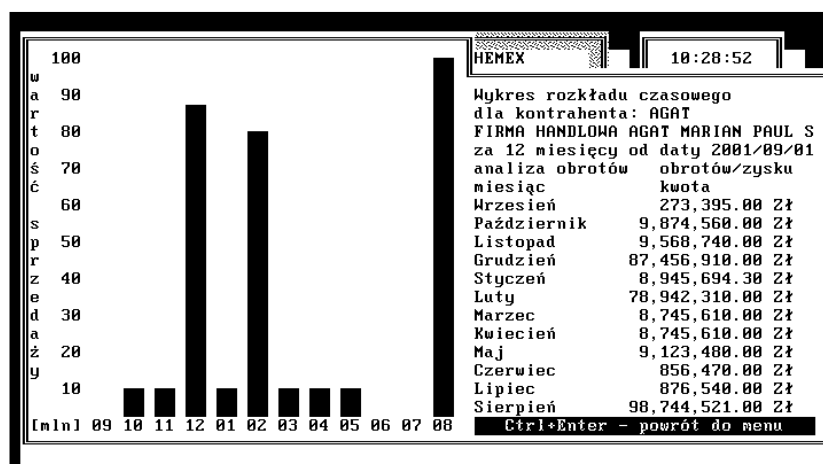 HEMEX
10:28:52
wartość sprzedaży
100
90
80
70
60
50
40
30
20
10
[mln] 09 10 11 12 01 02 03 04 05 06 07 08
Wykres rozkładu czasowego
dla kontrahenta: AGAT
FIRMA HANDLOWA AGAT MARIAN PAUL S
za 12 miesięcy od daty 2001/09/01
analiza obrotów obrotów/zysku
miesiąc kwota
Wrzesień 273,395.00 Zł
Październik 9,874,560.00 Zł
Listopad 9,568,740.00 Zł
Grudzień 87,456,910.00 Zł
Styczeń 8,945,694.30 Zł
Luty 78,942,310.00 Zł
Marzec 8,745,610.00 Zł
Kwiecień 8,745,610.00 Zł
Maj 9,123,480.00 Zł
Czerwiec 856,470.00 Zł
Lipiec 876,540.00 Zł
Sierpień 98,744,521.00 Zł
Ctrl+Enter - powrót do menu